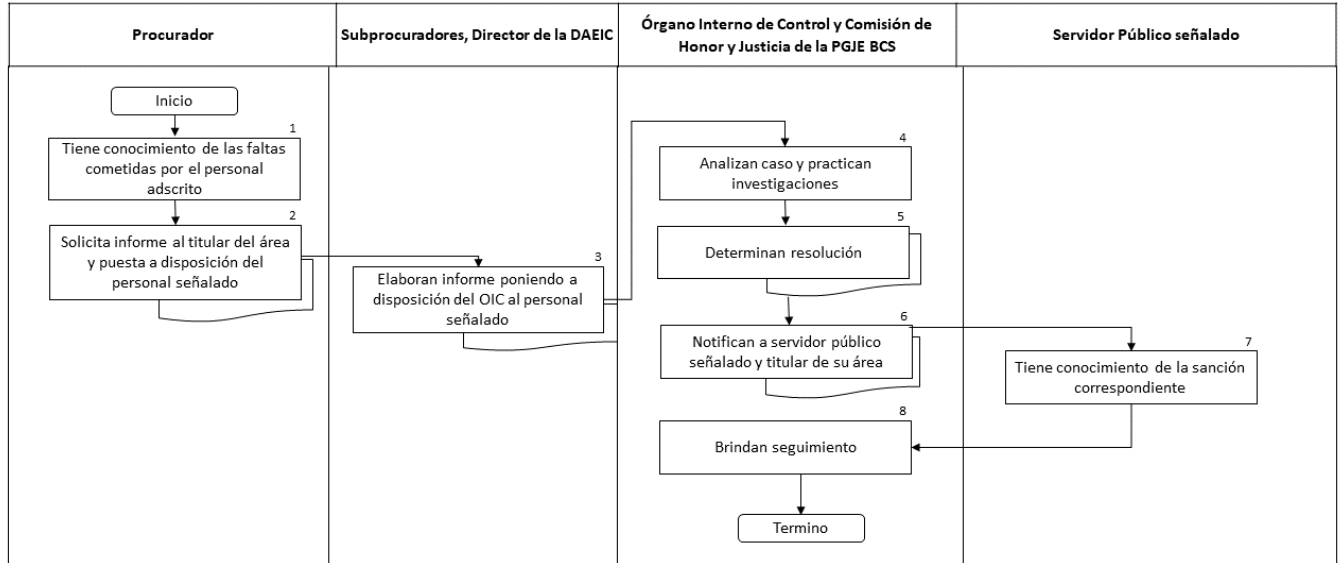 Procurador
Subprocuradores, Director de la DAEIC
Órgano Interno de Control y Comisión de
Honor y Justicia de la PGJE BCS
Servidor Público señalado
Inicio
1
Tiene conocimiento de las faltas
cometidas por el personal
adscrito
2
Solicita informe al titular del área
y puesta a disposición del
personal señalado
3
Elaboran informe poniendo a
disposición del OIC al personal
señalado
4
Analizan caso y practican
investigaciones
5
Determinan resolución
6
Notifican a servidor público
señalado y titular de su área
7
Tiene conocimiento de la sanción
correspondiente
8
Brindan seguimiento
Termino